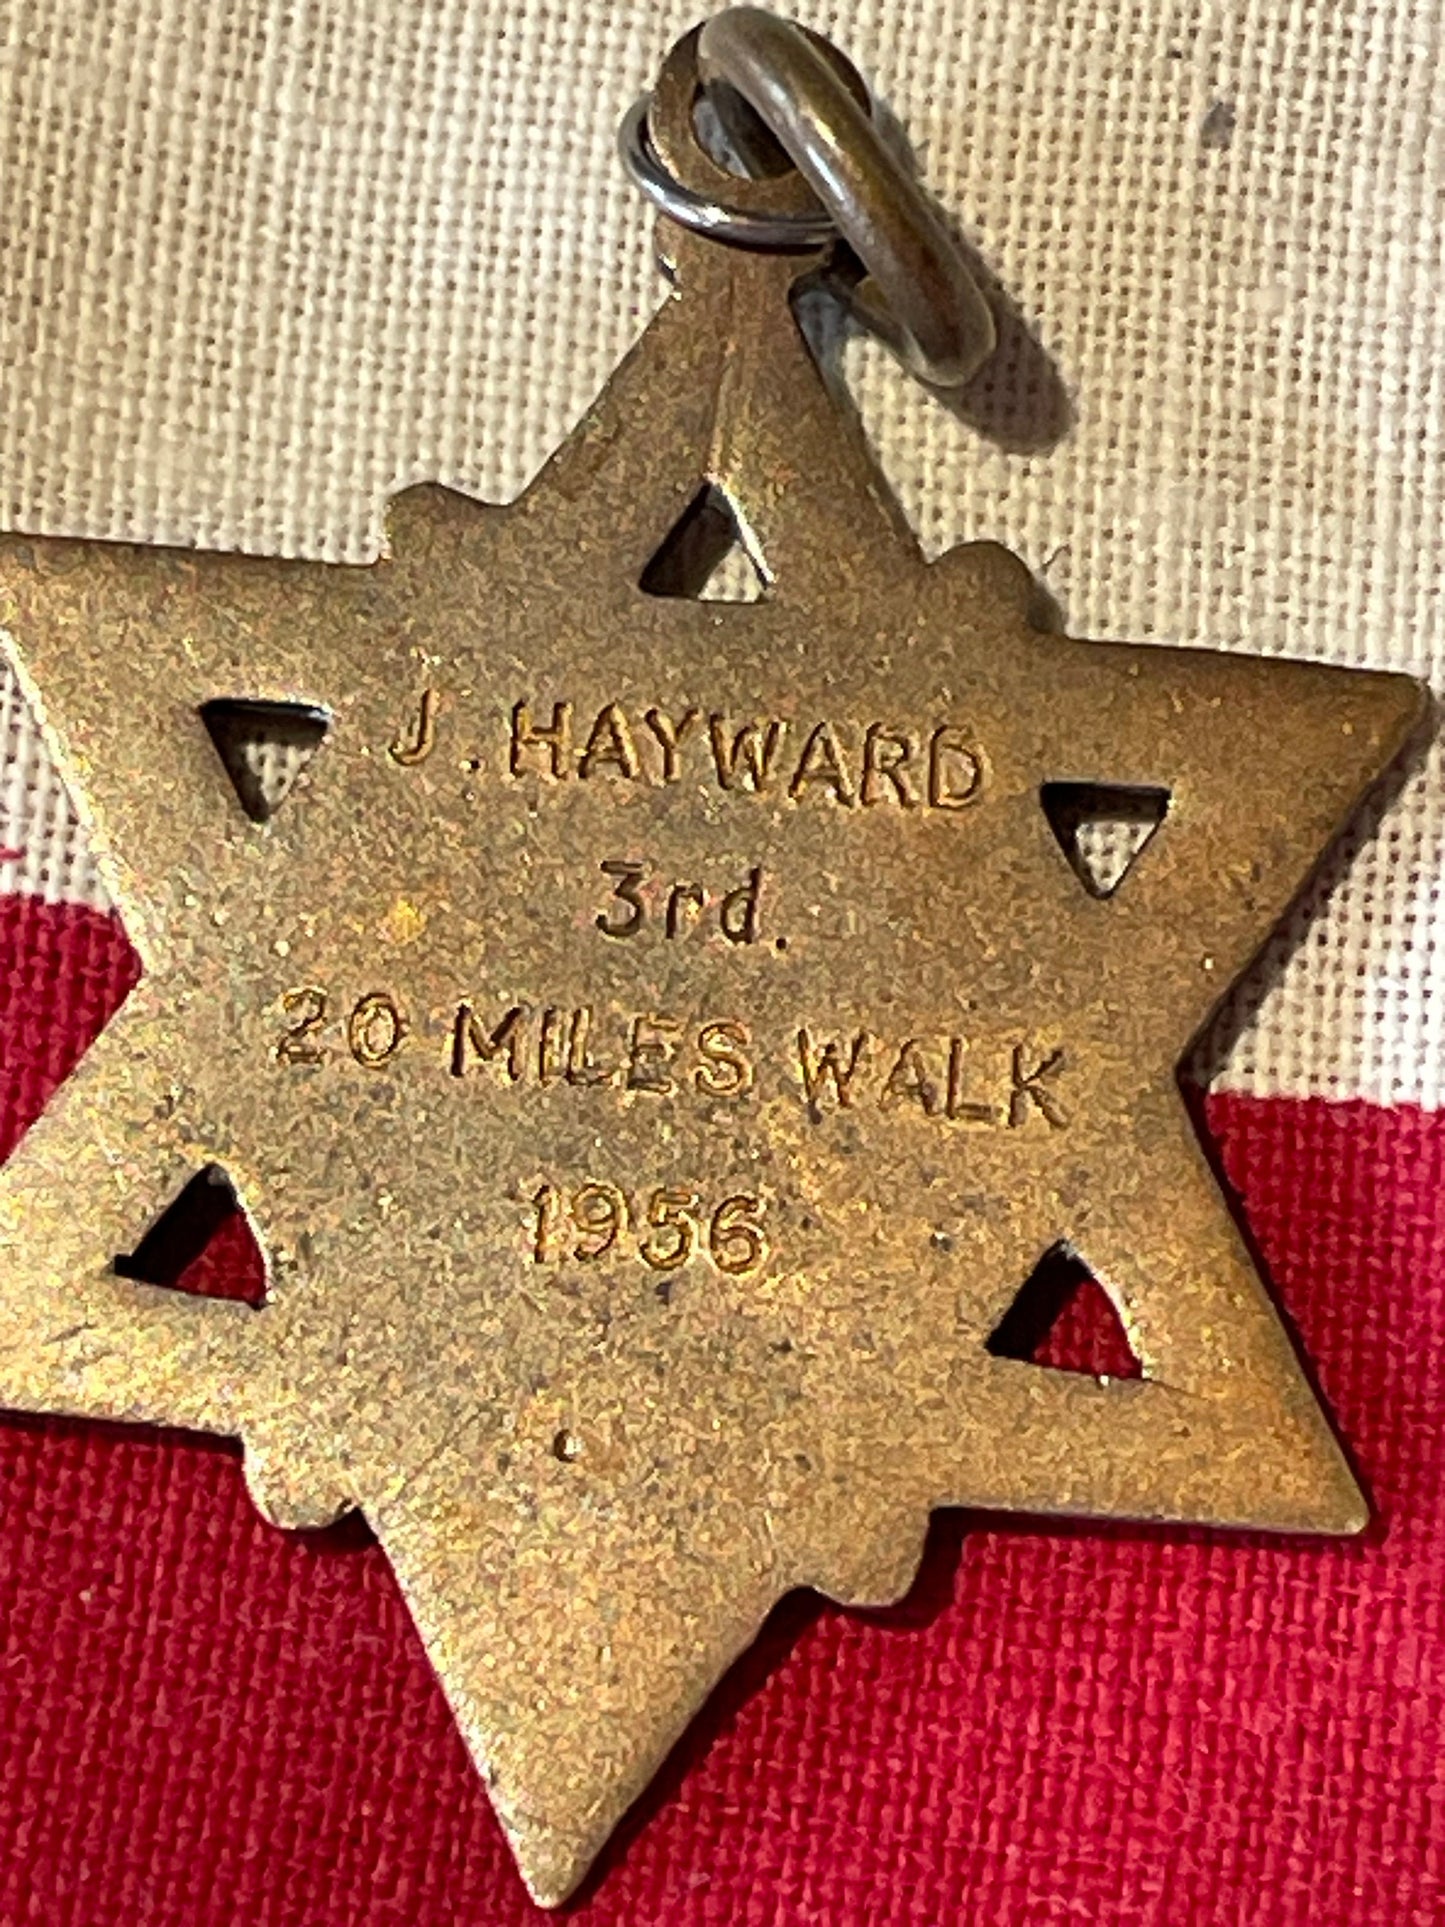 J. HAYWARD
3rd.
20 MILES WALK
1956